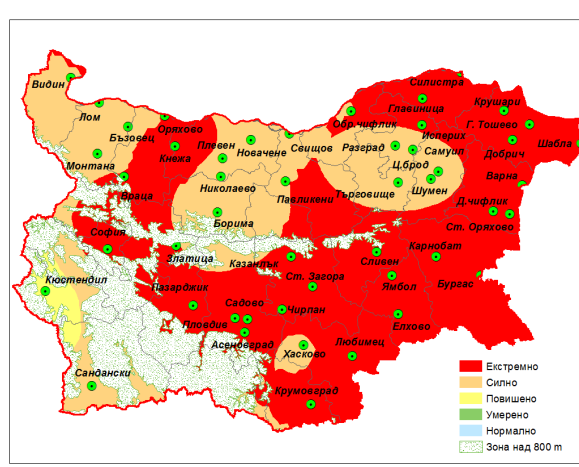 Видин
Лом
Бъзовец
Оряхово
Монтана
Кнежа
Плевен
Новачене
Свищов
Силистра
Главиница
Обр.чифлик
Исперих
Крушари
Г. Тошево
Шабла
Добрич
Разград
Самуил
Ц.брод
Шумен
Търговище
Варна
Д.чифлик
Ст. Оряхово
Враца
Николаево
Павликени
Борима
София
Златица
Казанлък
Ст. Загора
Сливен
Карнобат
Ямбол
Бургас
Кюстендил
Пазарджик
Садово
Пловдив
Чирпан
Асеновград
Елхово
Хасково
Любимец
Сандански
Крумовград
Екстремно
Силно
Повишено
Умерено
Нормално
Зона над 800 m